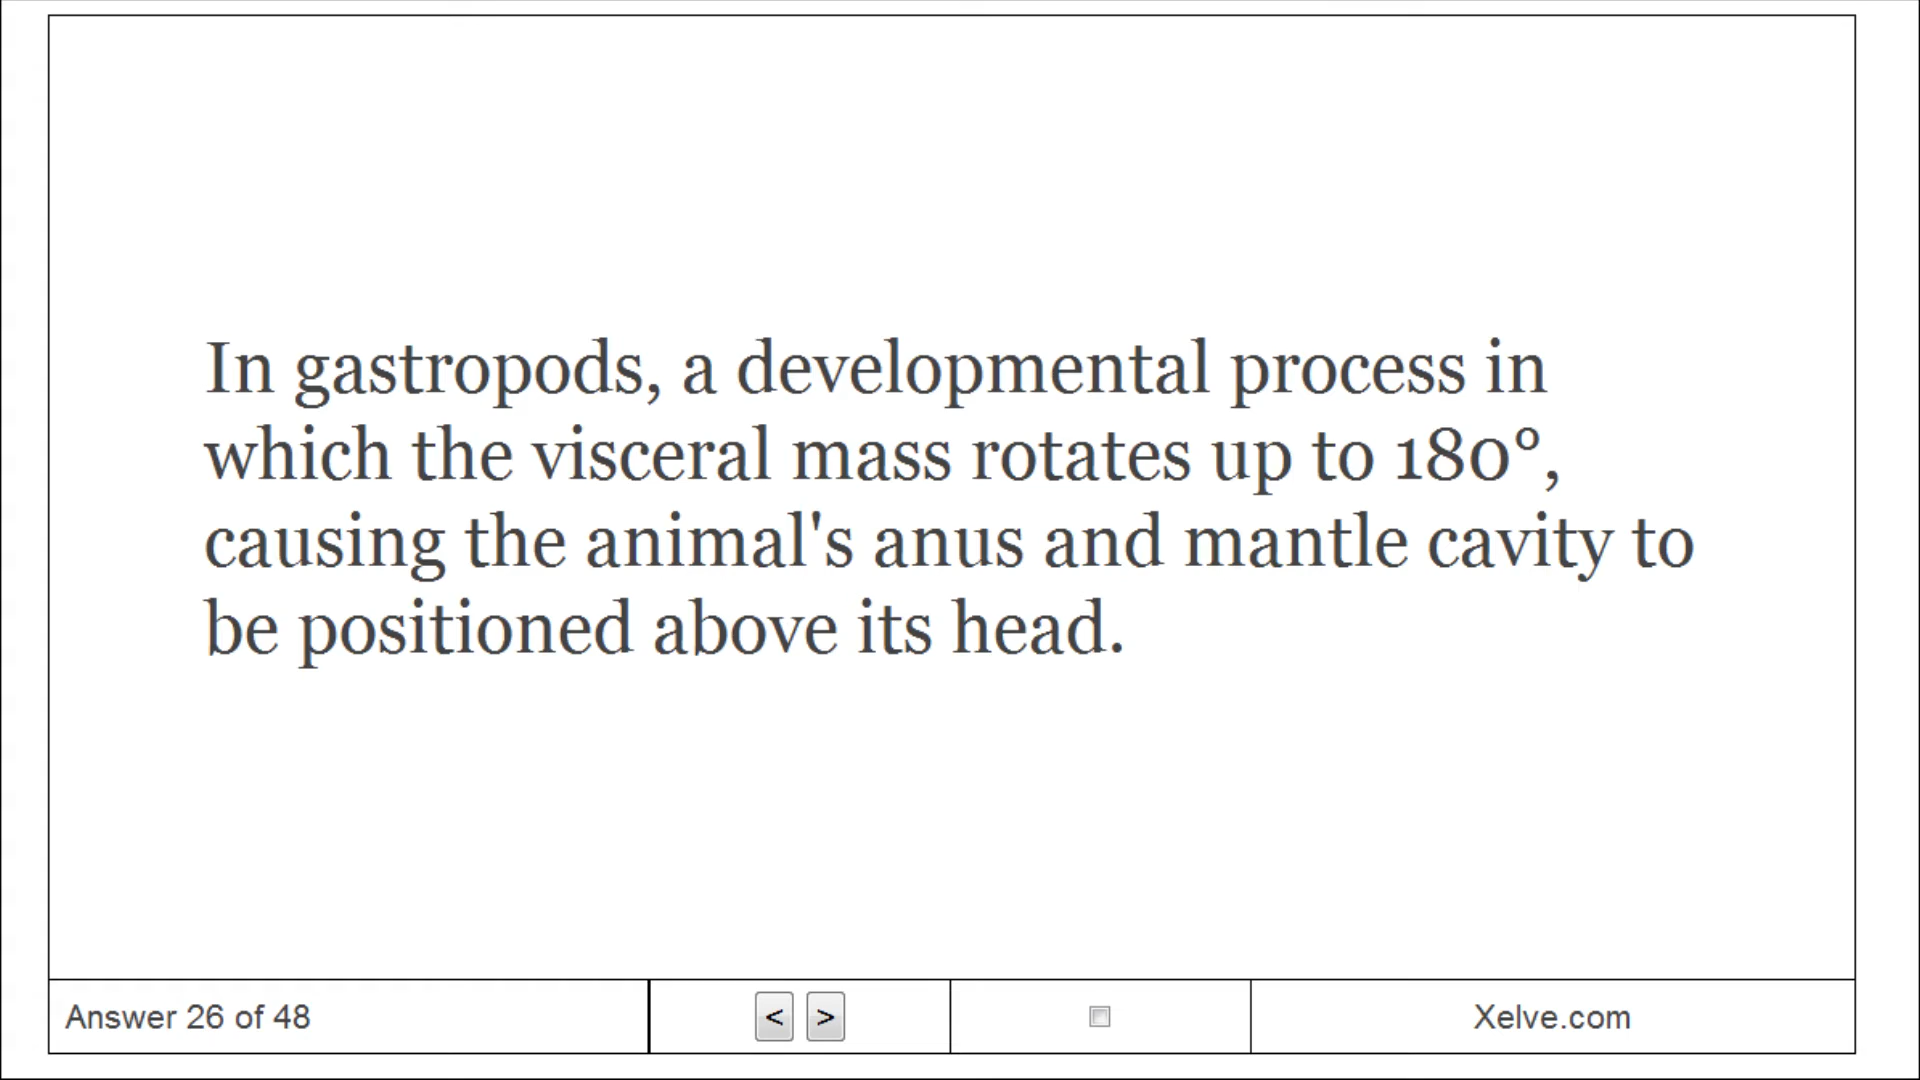 In gastropods, a developmental process in
which the visceral mass rotates up to 180°,
causing the animal's anus and mantle cavity to
be positioned above its head.
Answer 26 of 48
< >
Xelve.com